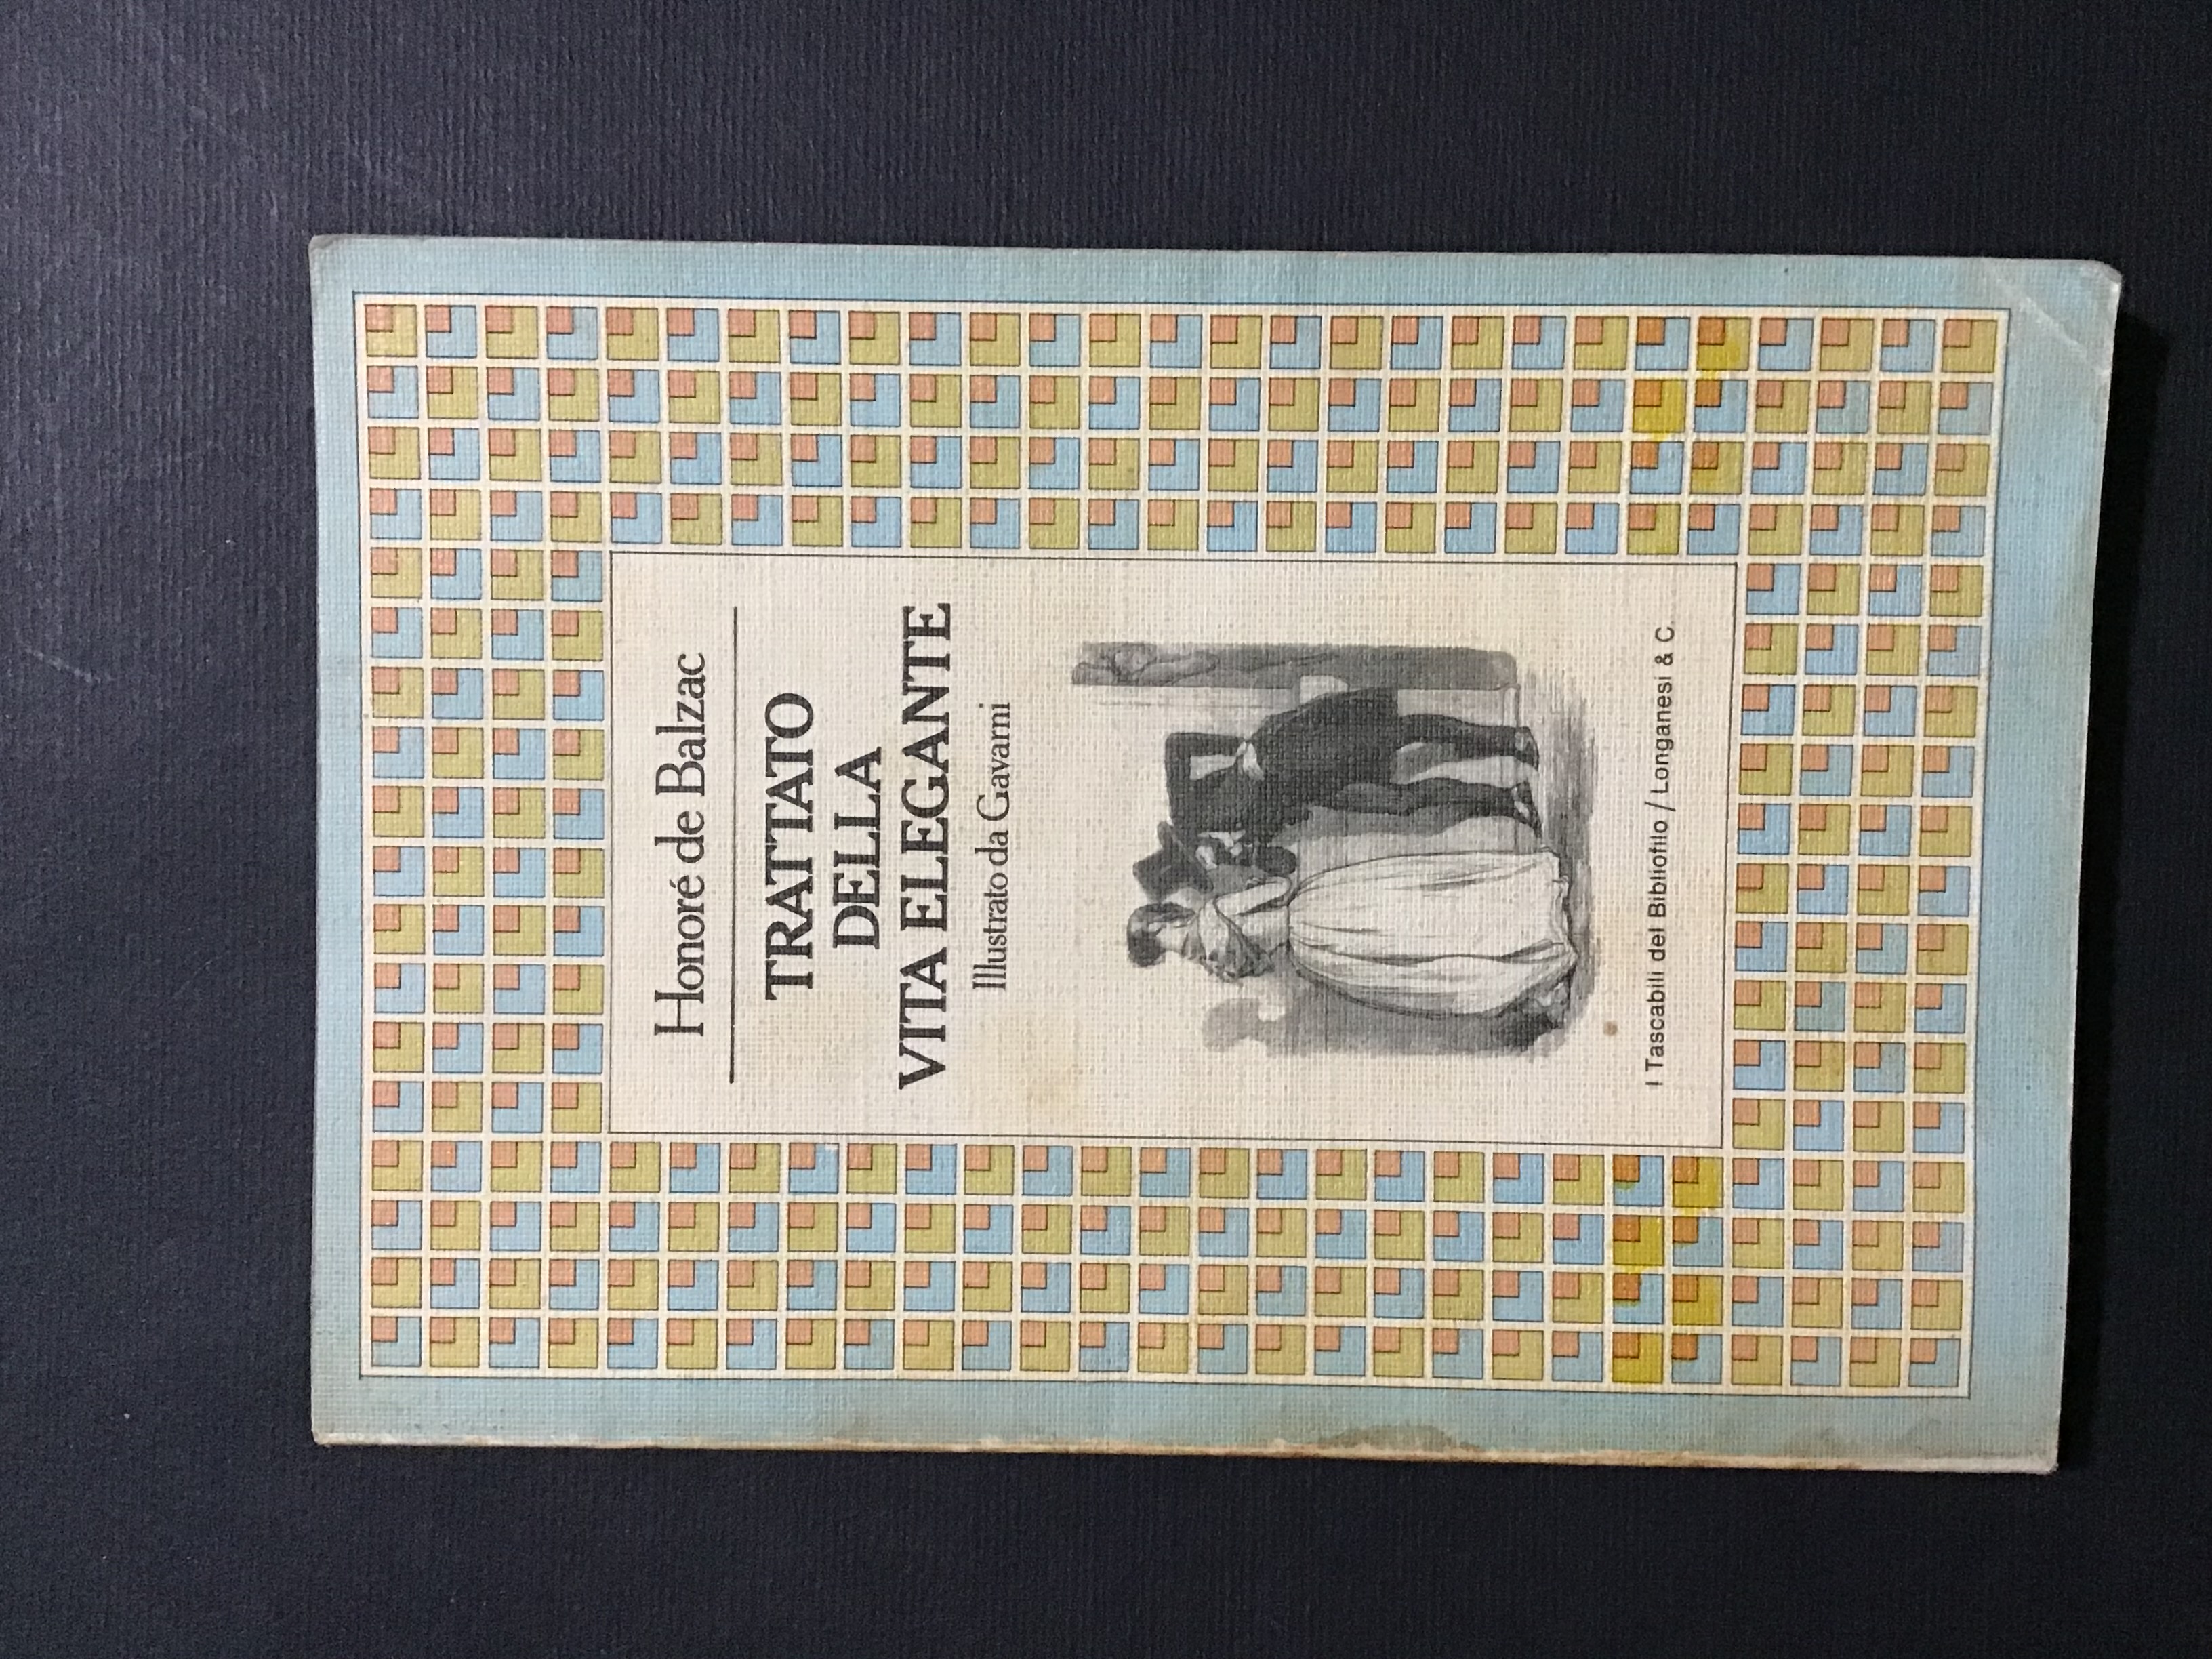 Honoré de Balzac
TRATTATO
DELLA
VITA ELEGANTE
Illustrato da Gavarni
I Tascabili del Bibliofilo / Longanesi & C.